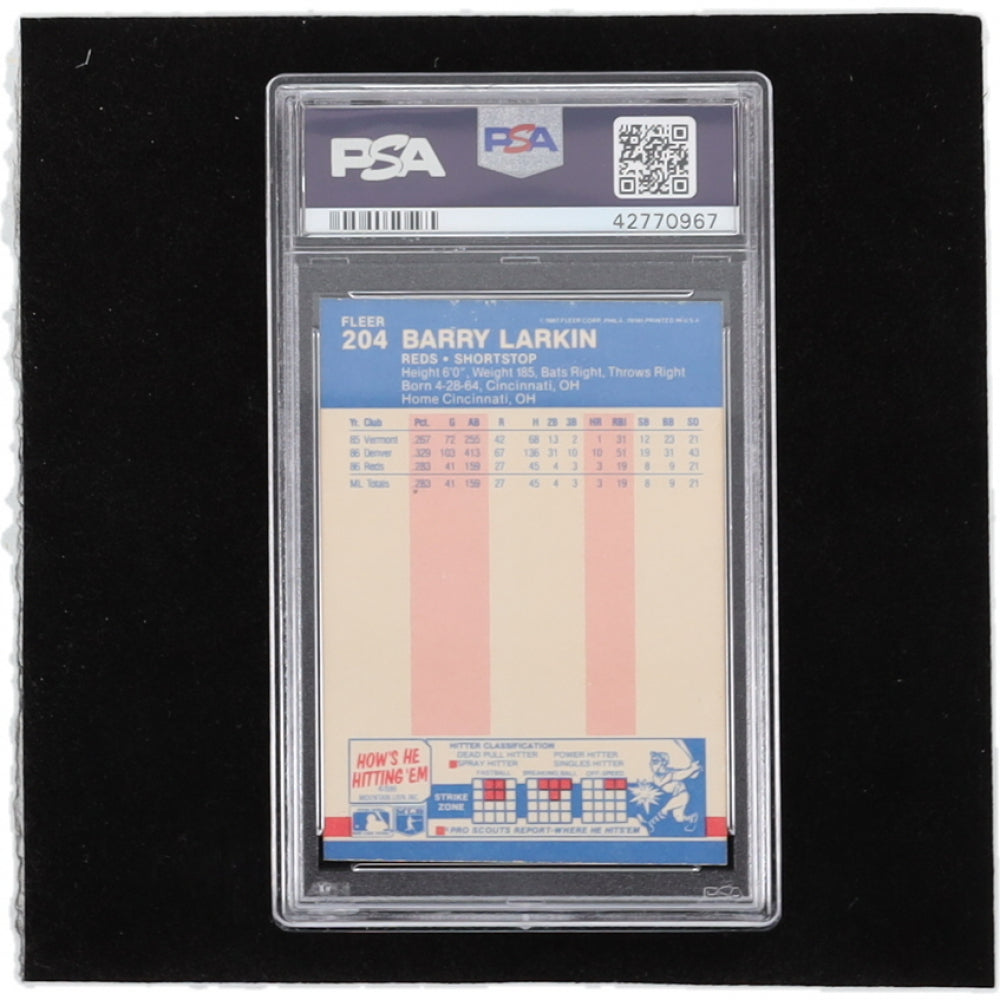 PSA
PSA
42770967
FLEER
204 BARRY LARKIN
© 1987 FLEER CORP. PHILA. 19141 PRINTED IN U.S.A.
REDS • SHORTSTOP
Height 6'0", Weight 185, Bats Right, Throws Right
Born 4-28-64, Cincinnati, OH
Home Cincinnati, OH
Yr. Club Pct. G AB R H 2B 3B HR RBI SB BB SO
85 Vermont .267 72 255 42 68 13 2 1 31 12 23 21
86 Denver .329 103 413 67 136 31 10 10 51 19 31 43
86 Reds .283 41 159 27 45 4 3 3 19 8 9 21
ML Totals .283 41 159 27 45 4 3 3 19 8 9 21
HOW'S HE
HITTING 'EM
MOUNTAIN LION, INC.
HITTER CLASSIFICATION
DEAD PULL HITTER POWER HITTER
SPRAY HITTER SINGLES HITTER
FASTBALL BREAKING BALL OFF-SPEED
STRIKE
ZONE
PRO SCOUTS REPORT-WHERE HE HITS'EM
PSA